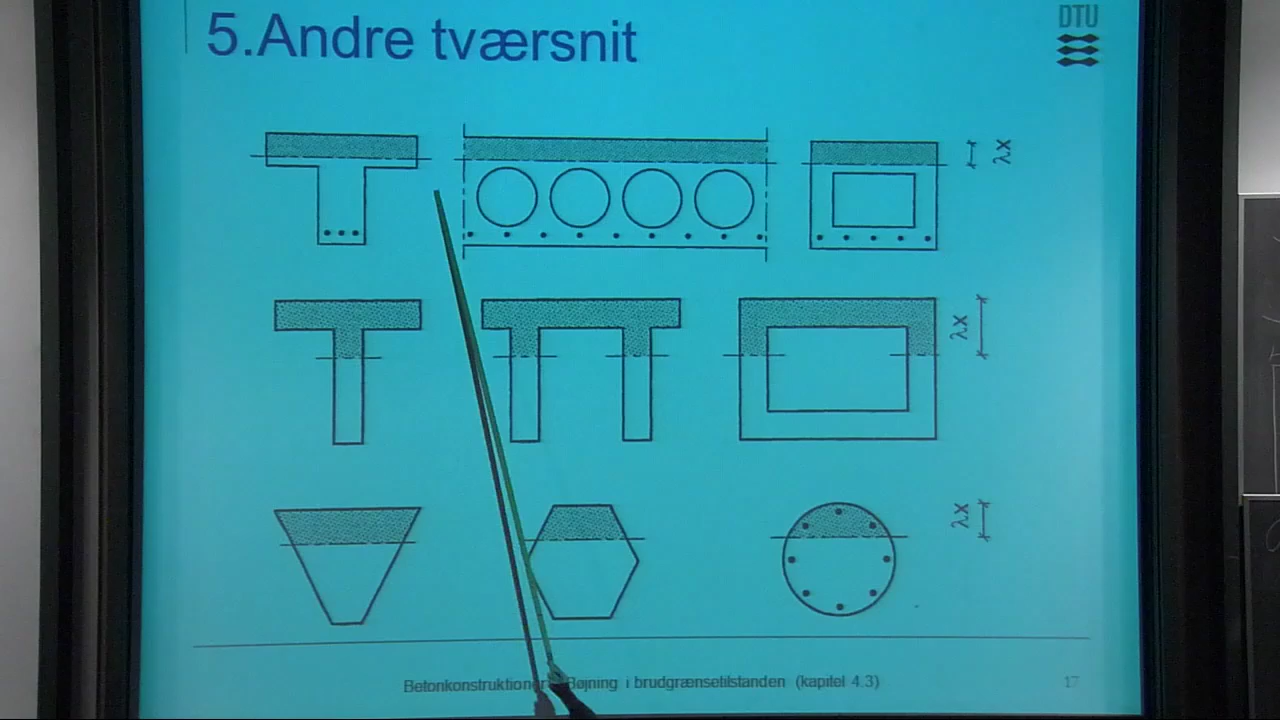 5.Andre tværsnit
DTU
λx
λx
λx
Betonkonstruktioner Bøjning i brudgrænsetilstanden (kapitel 4.3)
17